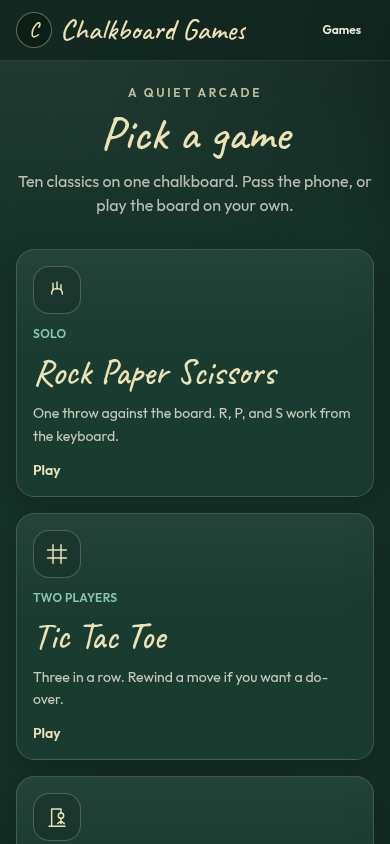 C Chalkboard Games
Games
A QUIET ARCADE
Pick a game
Ten classics on one chalkboard. Pass the phone, or
play the board on your own.
SOLO
Rock Paper Scissors
One throw against the board. R, P, and S work from
the keyboard.
Play
TWO PLAYERS
Tic Tac Toe
Three in a row. Rewind a move if you want a do-
over.
Play